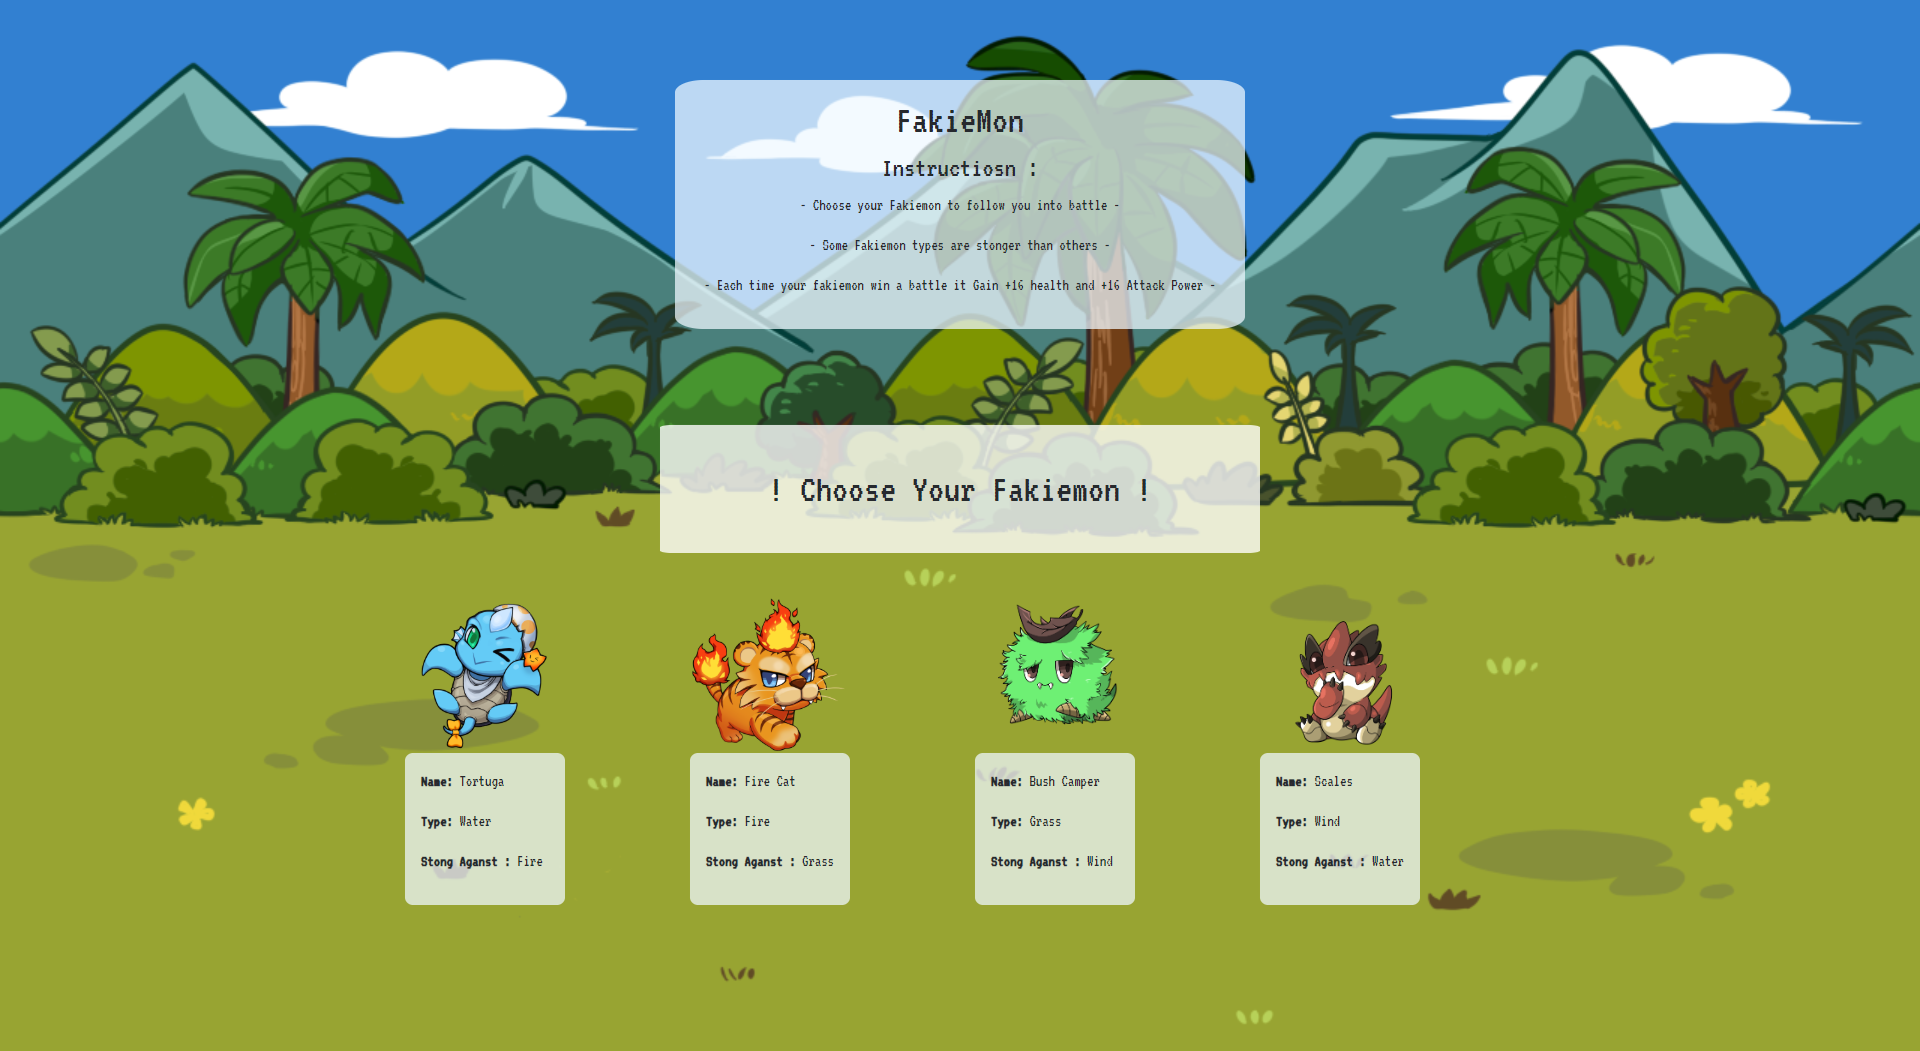 FakieMon
Instructiosn :
- Choose your Fakiemon to follow you into battle -
- Some Fakiemon types are stonger than others -
- Each time your fakiemon win a battle it Gain +16 health and +16 Attack Power -
! Choose Your Fakiemon !
Name: Tortuga
Type: Water
Stong Aganst : Fire
Name: Fire Cat
Type: Fire
Stong Aganst : Grass
Name: Bush Camper
Type: Grass
Stong Aganst : Wind
Name: Scales
Type: Wind
Stong Aganst : Water